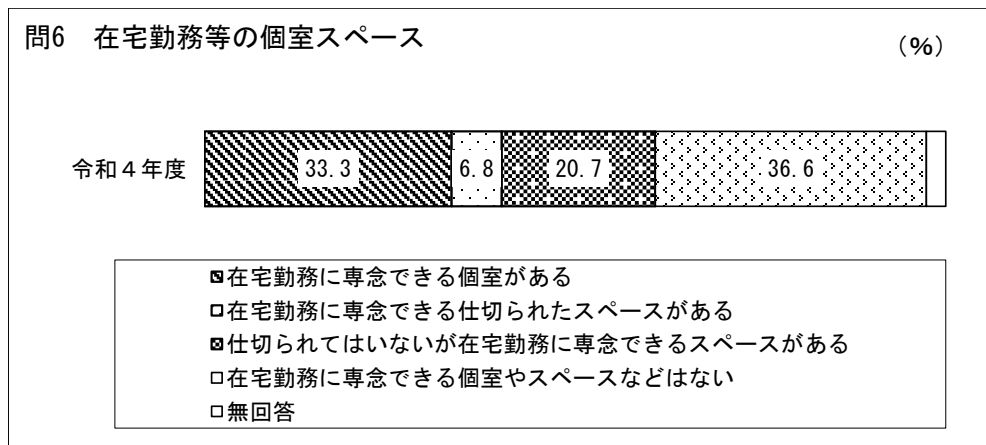 問6　在宅勤務等の個室スペース
（%）
令和４年度
33.3
6.8
20.7
36.6
在宅勤務に専念できる個室がある
在宅勤務に専念できる仕切られたスペースがある
仕切られてはいないが在宅勤務に専念できるスペースがある
在宅勤務に専念できる個室やスペースなどはない
無回答